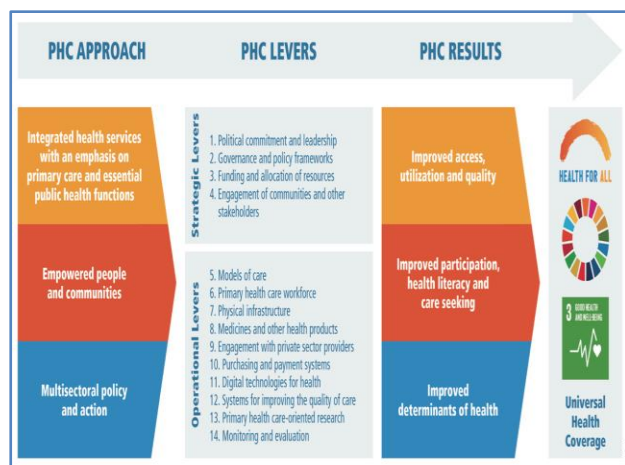 PHC APPROACH
PHC LEVERS
PHC RESULTS
Integrated health services
with an emphasis on
primary care and essential
public health functions
Empowered people
and communities
Multisectoral policy
and action
Strategic Levers
1. Political commitment and leadership
2. Governance and policy frameworks
3. Funding and allocation of resources
4. Engagement of communities and other
stakeholders
Operational Levers
5. Models of care
6. Primary health care workforce
7. Physical infrastructure
8. Medicines and other health products
9. Engagement with private sector providers
10. Purchasing and payment systems
11. Digital technologies for health
12. Systems for improving the quality of care
13. Primary health care-oriented research
14. Monitoring and evaluation
Improved access,
utilization and quality
Improved participation,
health literacy and
care seeking
Improved
determinants of health
HEALTH FOR ALL
3 GOOD HEALTH
AND WELL-BEING
Universal
Health
Coverage